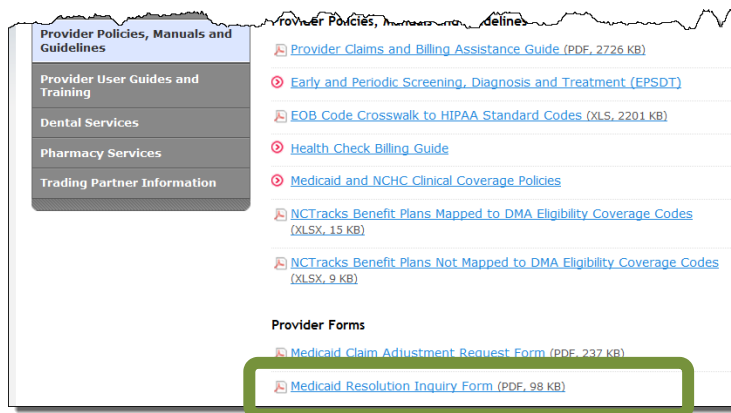 Provider Policies, Manuals and
Guidelines
Provider User Guides and
Training
Dental Services
Pharmacy Services
Trading Partner Information
Provider Policies, Guidelines
Provider Claims and Billing Assistance Guide (PDF, 2726 KB)
Early and Periodic Screening, Diagnosis and Treatment (EPSDT)
EOB Code Crosswalk to HIPAA Standard Codes (XLS, 2201 KB)
Health Check Billing Guide
Medicaid and NCHC Clinical Coverage Policies
NCTracks Benefit Plans Mapped to DMA Eligibility Coverage Codes
(XLSX, 15 KB)
NCTracks Benefit Plans Not Mapped to DMA Eligibility Coverage Codes
(XLSX, 9 KB)
Provider Forms
Medicaid Claim Adjustment Request Form (PDF, 237 KB)
Medicaid Resolution Inquiry Form (PDF, 98 KB)